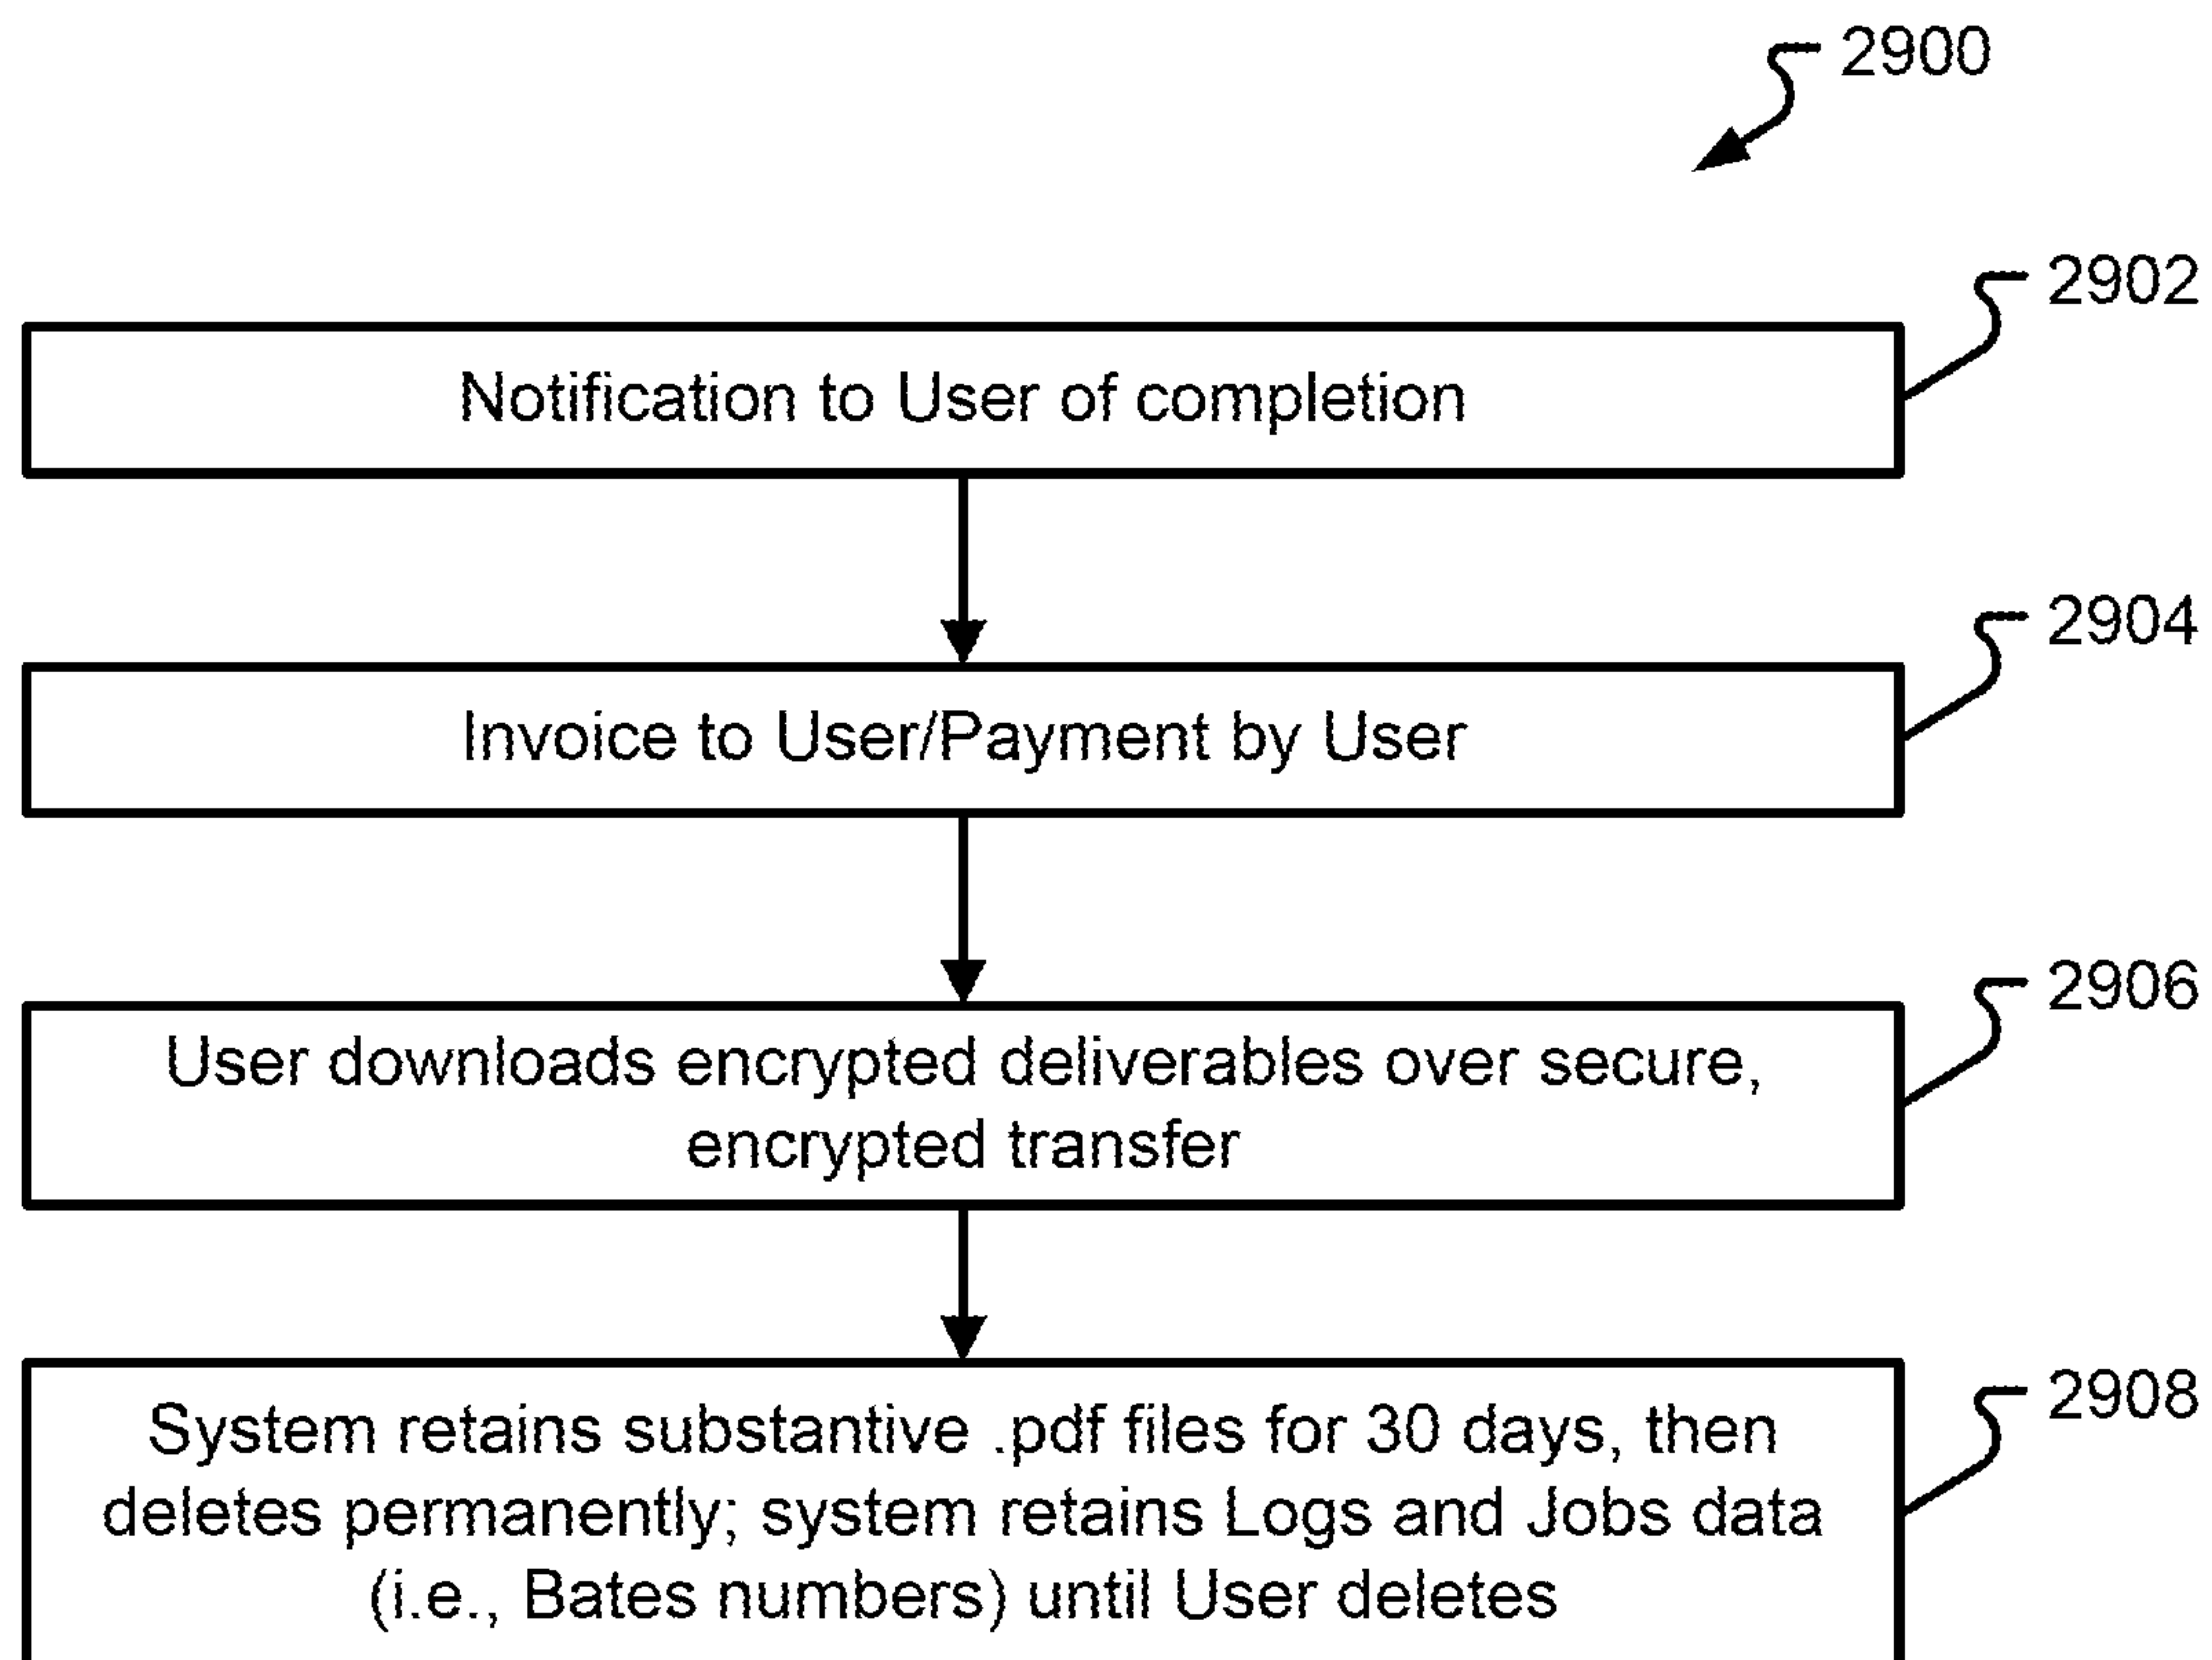 2900
2902
Notification to User of completion
2904
Invoice to User/Payment by User
2906
User downloads encrypted deliverables over secure,
encrypted transfer
2908
System retains substantive .pdf files for 30 days, then
deletes permanently; system retains Logs and Jobs data
(i.e., Bates numbers) until User deletes